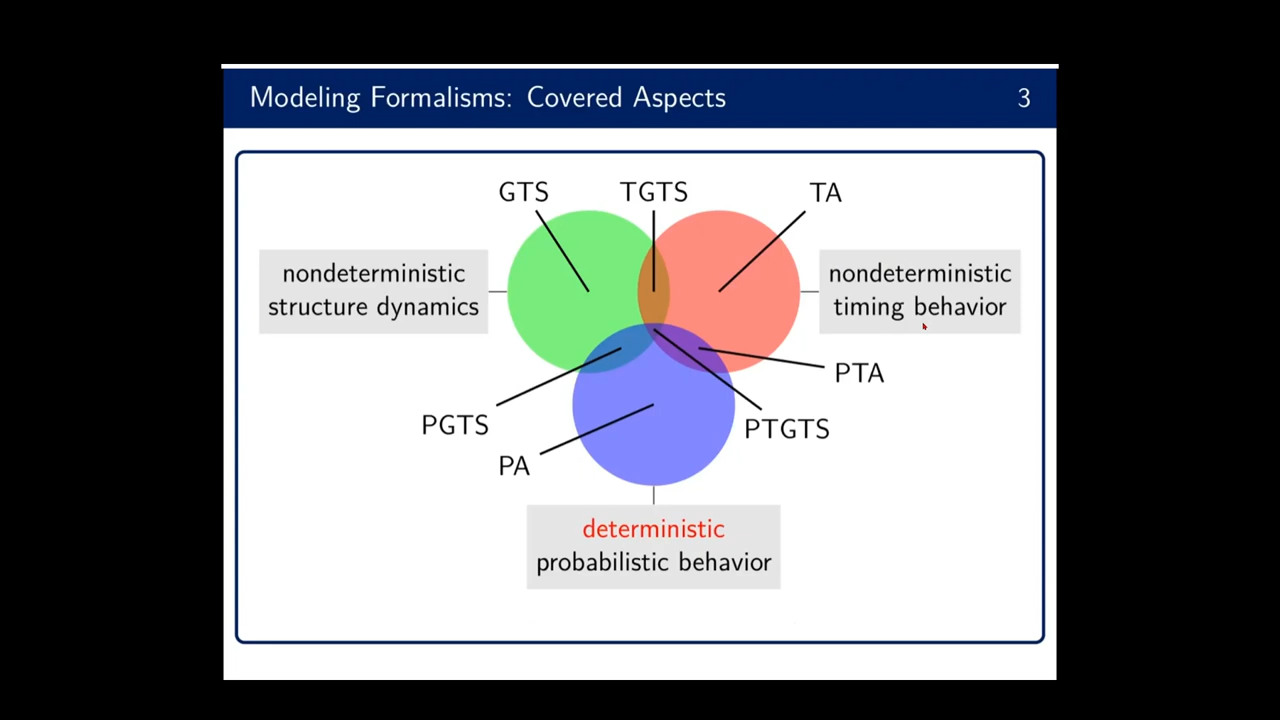 Modeling Formalisms: Covered Aspects 3
GTS TGTS TA
nondeterministic
structure dynamics
nondeterministic
timing behavior
PTA
PGTS
PTGTS
PA
deterministic
probabilistic behavior